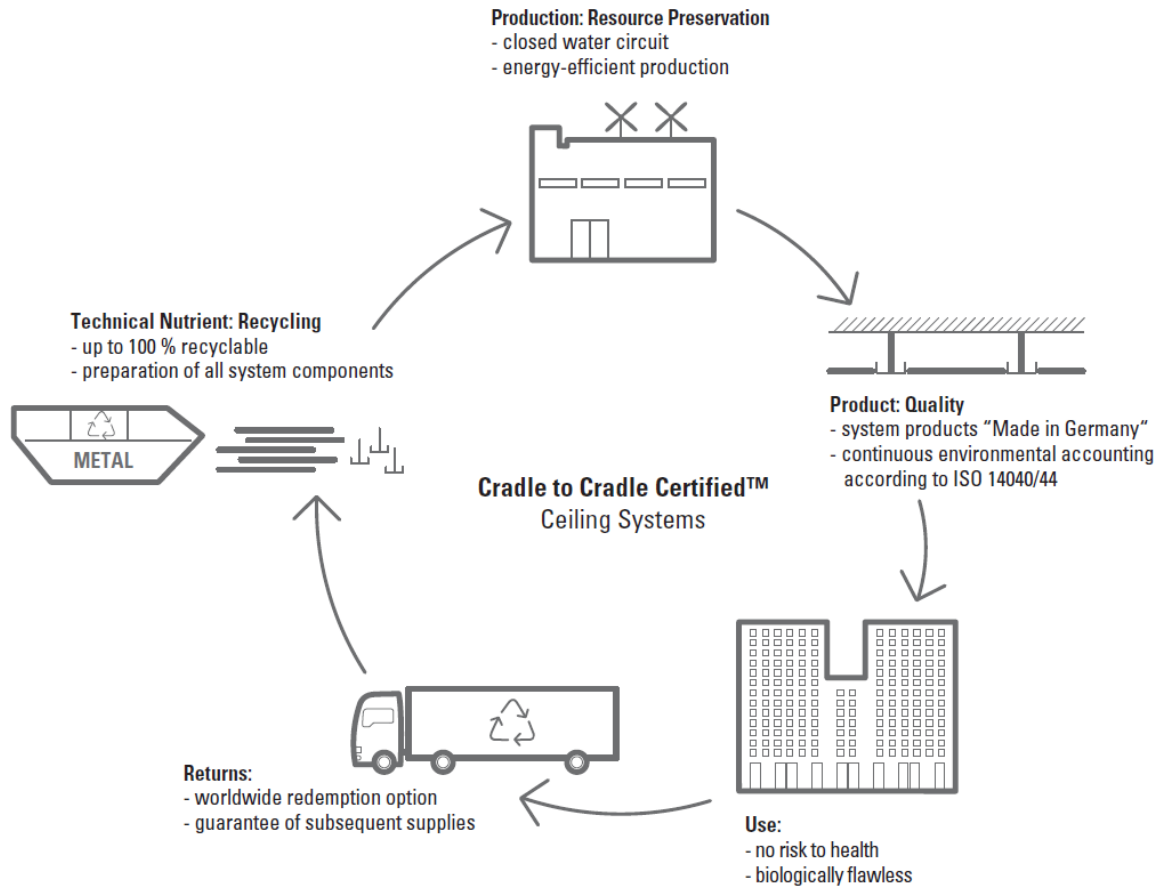 Production: Resource Preservation
- closed water circuit
- energy-efficient production
Technical Nutrient: Recycling
- up to 100 % recyclable
- preparation of all system components
METAL
Product: Quality
- system products “Made in Germany“
- continuous environmental accounting
according to ISO 14040/44
Cradle to Cradle Certified™
Ceiling Systems
Returns:
- worldwide redemption option
- guarantee of subsequent supplies
Use:
- no risk to health
- biologically flawless